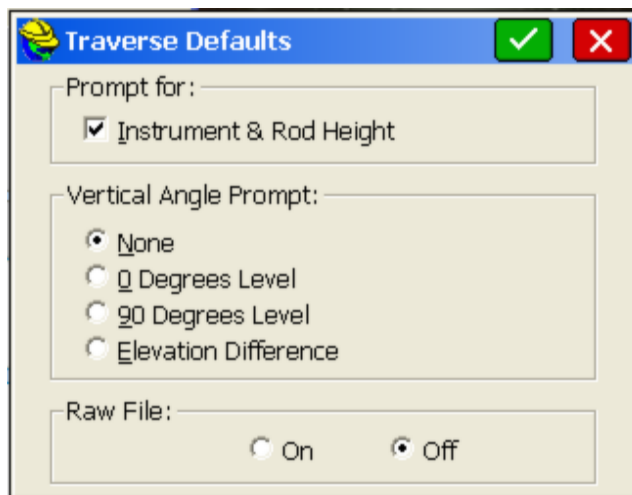 Traverse Defaults
Prompt for:
Instrument & Rod Height
Vertical Angle Prompt:
None
0 Degrees Level
90 Degrees Level
Elevation Difference
Raw File:
On Off